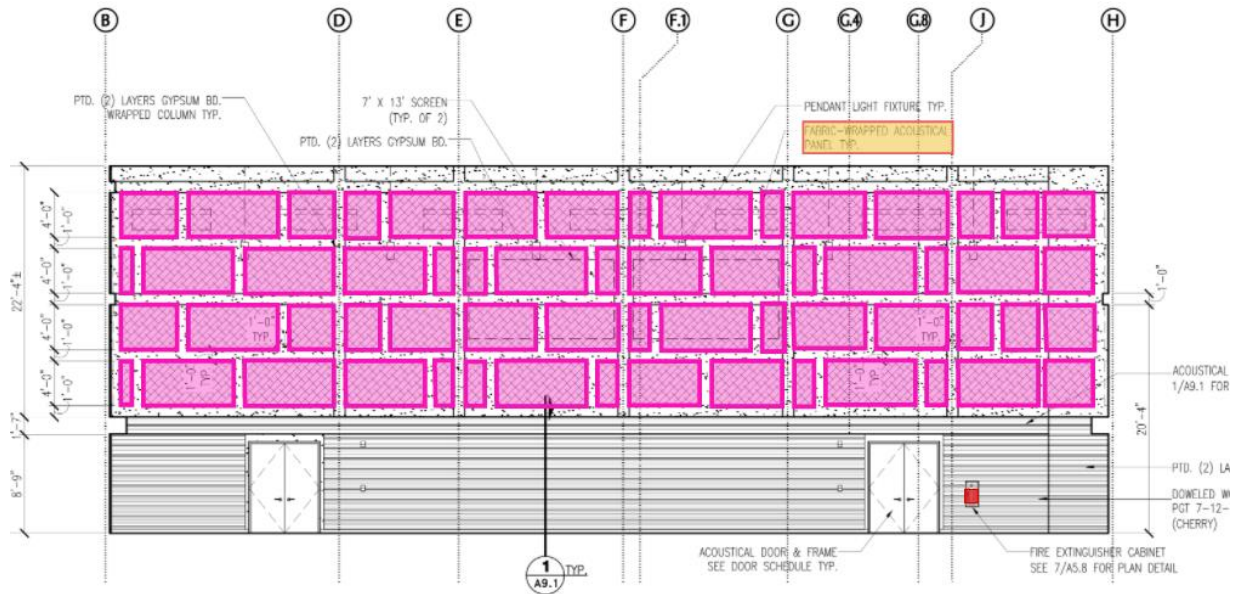 B D E F F.1 G G.4 G.8 J H
PTD. (2) LAYERS GYPSUM BD.
WRAPPED COLUMN TYP.
7' X 13' SCREEN
(TYP. OF 2)
PTD. (2) LAYERS GYPSUM BD.
PENDANT LIGHT FIXTURE TYP.
FABRIC-WRAPPED ACOUSTICAL
PANEL TYP.
22'-4" ±
4'-0"
1'-0"
4'-0"
1'-0"
4'-0"
1'-0"
4'-0"
1'-0"
1'-7"
8'-9"
1'-0"
TYP.
1'-0"
TYP.
1'-0"
TYP.
1'-0"
TYP.
1'-0"
20'-4"
ACOUSTICAL
1/A9.1 FOR
PTD. (2) LA
DOWELED W
PGT 7-12-
(CHERRY)
ACOUSTICAL DOOR & FRAME
SEE DOOR SCHEDULE TYP.
FIRE EXTINGUISHER CABINET
SEE 7/A5.8 FOR PLAN DETAIL
1 TYP.
A9.1